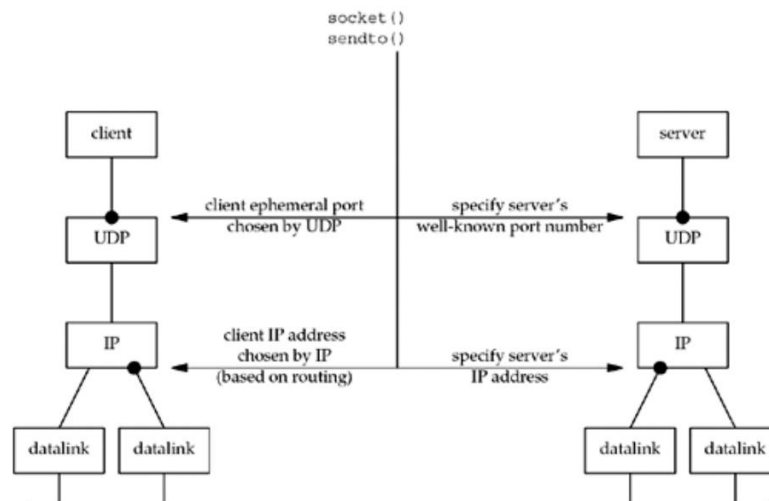 socket()
sendto()
client
server
client ephemeral port
chosen by UDP
specify server's
well-known port number
UDP
UDP
client IP address
chosen by IP
(based on routing)
specify server's
IP address
IP
IP
datalink
datalink
datalink
datalink